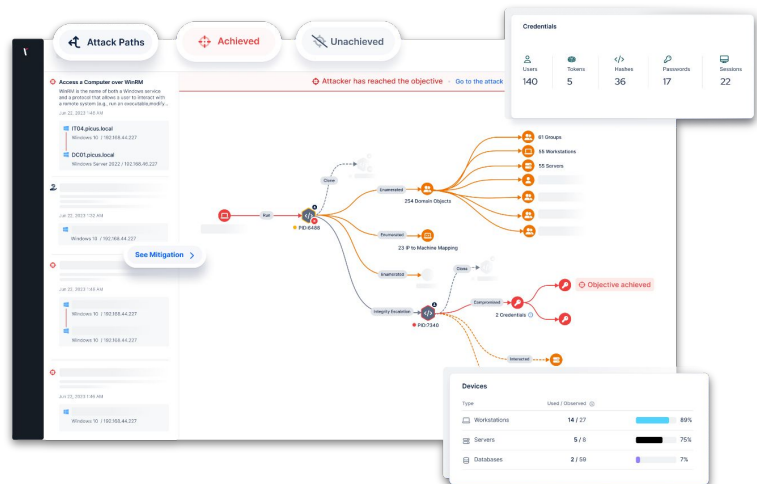 Attack Paths
Achieved
Unachieved
Credentials
Users
140
Tokens
5
Hashes
36
Passwords
17
Sessions
22
Attacker has reached the objective - Go to the attack
Access a Computer over WinRM
WinRM is the name of both a Windows service
and a protocol that allows a user to interact with
a remote system (e.g., run an executable,modify...
Jun 22, 2023 1:46 AM
IT04.picus.local
Windows 10 / 192.168.44.227
DC01.picus.local
Windows Server 2022 / 192.168.46.227
Jun 22, 2023 1:32 AM
Windows 10 / 192.168.44.227
See Mitigation
Jun 22, 2023 1:46 AM
Windows 10 / 192.168.44.227
Windows 10 / 192.168.44.227
Jun 22, 2023 1:46 AM
Windows 10 / 192.168.44.227
Run
PID:6488
Enumerated
254 Domain Objects
61 Groups
55 Workstations
55 Servers
Enumerated
23 IP to Machine Mapping
Enumerated
Integrity Escalation
PID:7340
Compromised
2 Credentials
Objective achieved
Interacted
Devices
Type
Used / Observed
Workstations
14 / 27
89%
Servers
5 / 8
75%
Databases
2 / 59
7%